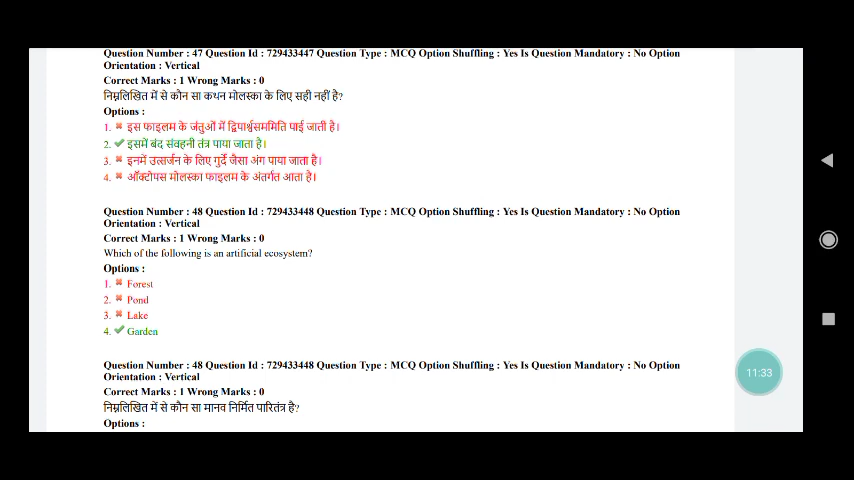 Question Number : 47 Question Id : 729433447 Question Type : MCQ Option Shuffling : Yes Is Question Mandatory : No Option
Orientation : Vertical
Correct Marks : 1 Wrong Marks : 0
निम्नलिखित में से कौन सा कथन मोलस्का के लिए सही नहीं है?
Options :
1. इस फाइलम के जंतुओं में द्विपार्श्वसममिति पाई जाती है।
2. इसमें बंद संवहनी तंत्र पाया जाता है।
3. इनमें उत्सर्जन के लिए गुर्दे जैसा अंग पाया जाता है।
4. ऑक्टोपस मोलस्का फाइलम के अंतर्गत आता है।
Question Number : 48 Question Id : 729433448 Question Type : MCQ Option Shuffling : Yes Is Question Mandatory : No Option
Orientation : Vertical
Correct Marks : 1 Wrong Marks : 0
Which of the following is an artificial ecosystem?
Options :
1. Forest
2. Pond
3. Lake
4. Garden
Question Number : 48 Question Id : 729433448 Question Type : MCQ Option Shuffling : Yes Is Question Mandatory : No Option
Orientation : Vertical
11:33
Correct Marks : 1 Wrong Marks : 0
निम्नलिखित में से कौन सा मानव निर्मित पारितंत्र है?
Options :